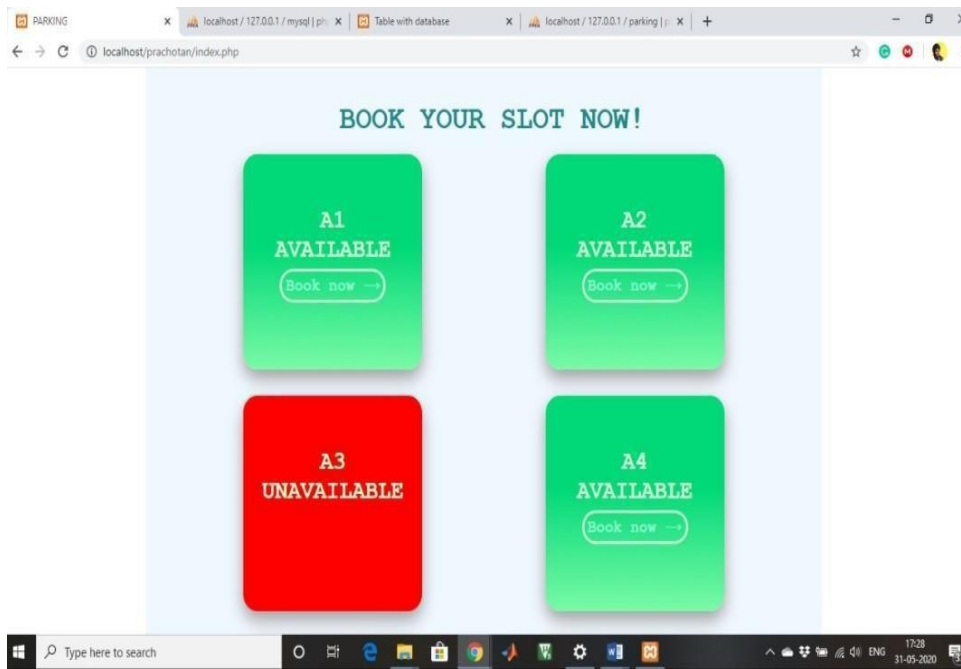 PARKING
localhost / 127.0.0.1 / mysql | ph
Table with database
localhost / 127.0.0.1 / parking | p
localhost/prachotan/index.php
BOOK YOUR SLOT NOW!
A1
AVAILABLE
Book now →
A2
AVAILABLE
Book now →
A3
UNAVAILABLE
A4
AVAILABLE
Book now →
Type here to search
ENG
17:28
31-05-2020